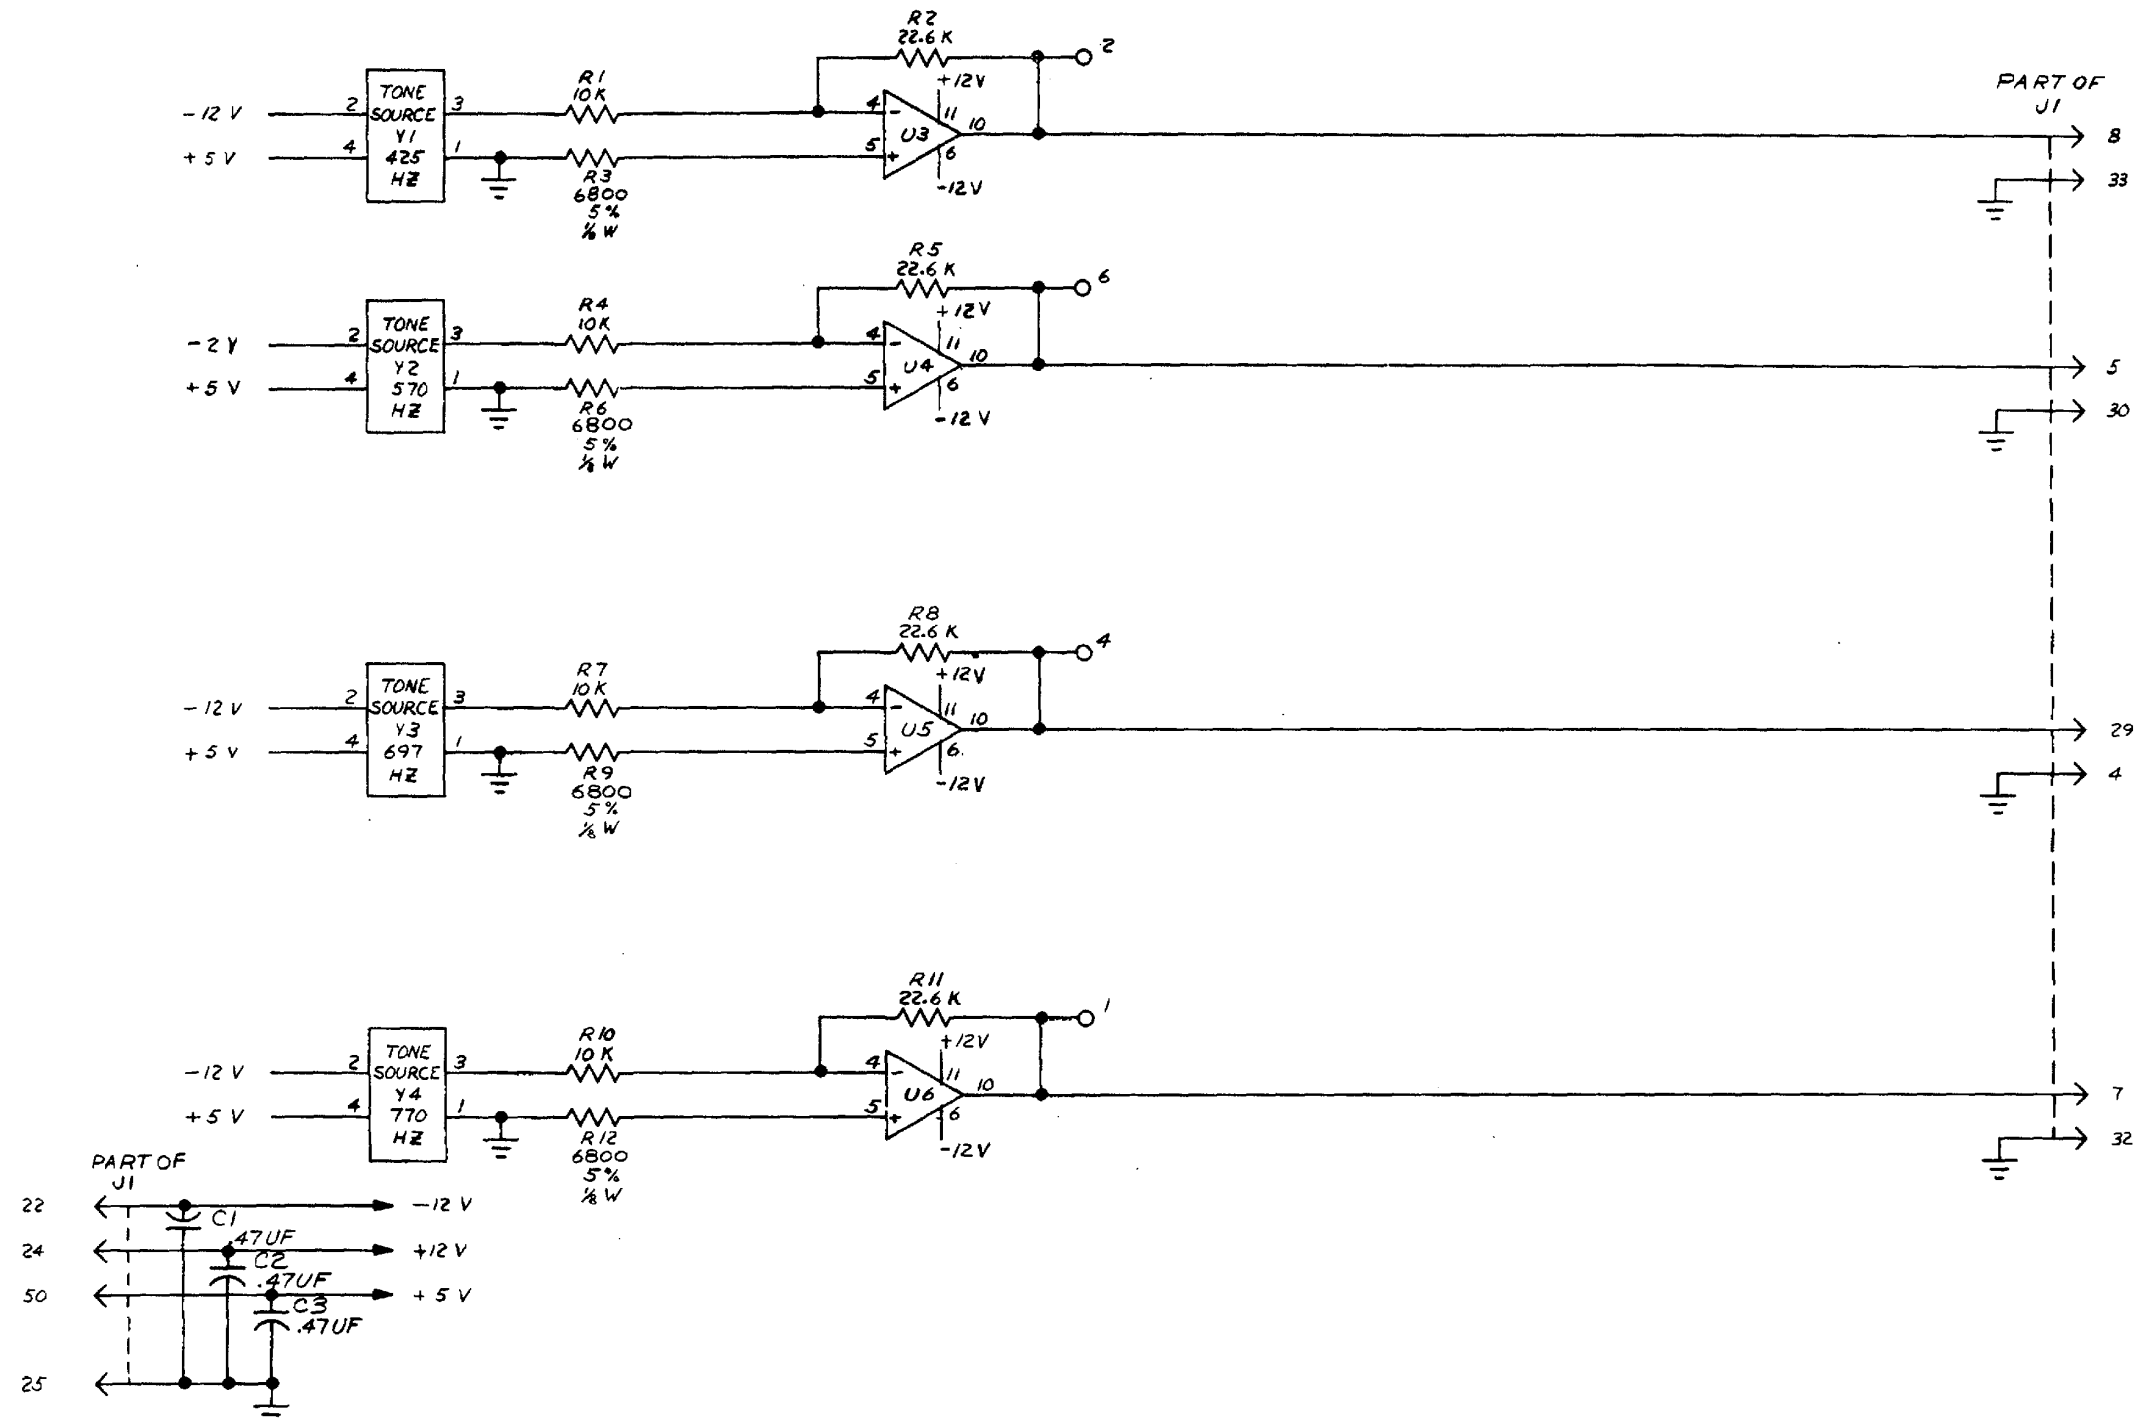 R2
22.6 K
2
+12V
TONE
SOURCE
Y1
425
HZ
-12 V
2
3
R1
10K
4
-
11
U3
10
+5 V
4
1
5
+
6
-12V
R3
6800
5%
1/8 W
PART OF
J1
8
33
R5
22.6 K
6
+12V
TONE
SOURCE
Y2
570
HZ
-2 V
2
3
R4
10K
4
-
11
U4
10
+5 V
4
1
5
+
6
-12 V
R6
6800
5%
1/8 W
5
30
R8
22.6 K
4
+12V
TONE
SOURCE
Y3
697
HZ
-12 V
2
3
R7
10K
4
-
11
U5
10
+5 V
4
1
5
+
6
-12V
R9
6800
5%
1/8 W
29
4
R11
22.6 K
1
+12V
TONE
SOURCE
Y4
770
HZ
-12 V
2
3
R10
10 K
4
-
11
U6
10
+5 V
4
1
5
+
6
-12V
R12
6800
5%
1/8 W
7
32
PART OF
J1
22
C1
-12 V
.47UF
24
C2
+12 V
.47UF
50
C3
+5 V
.47UF
25